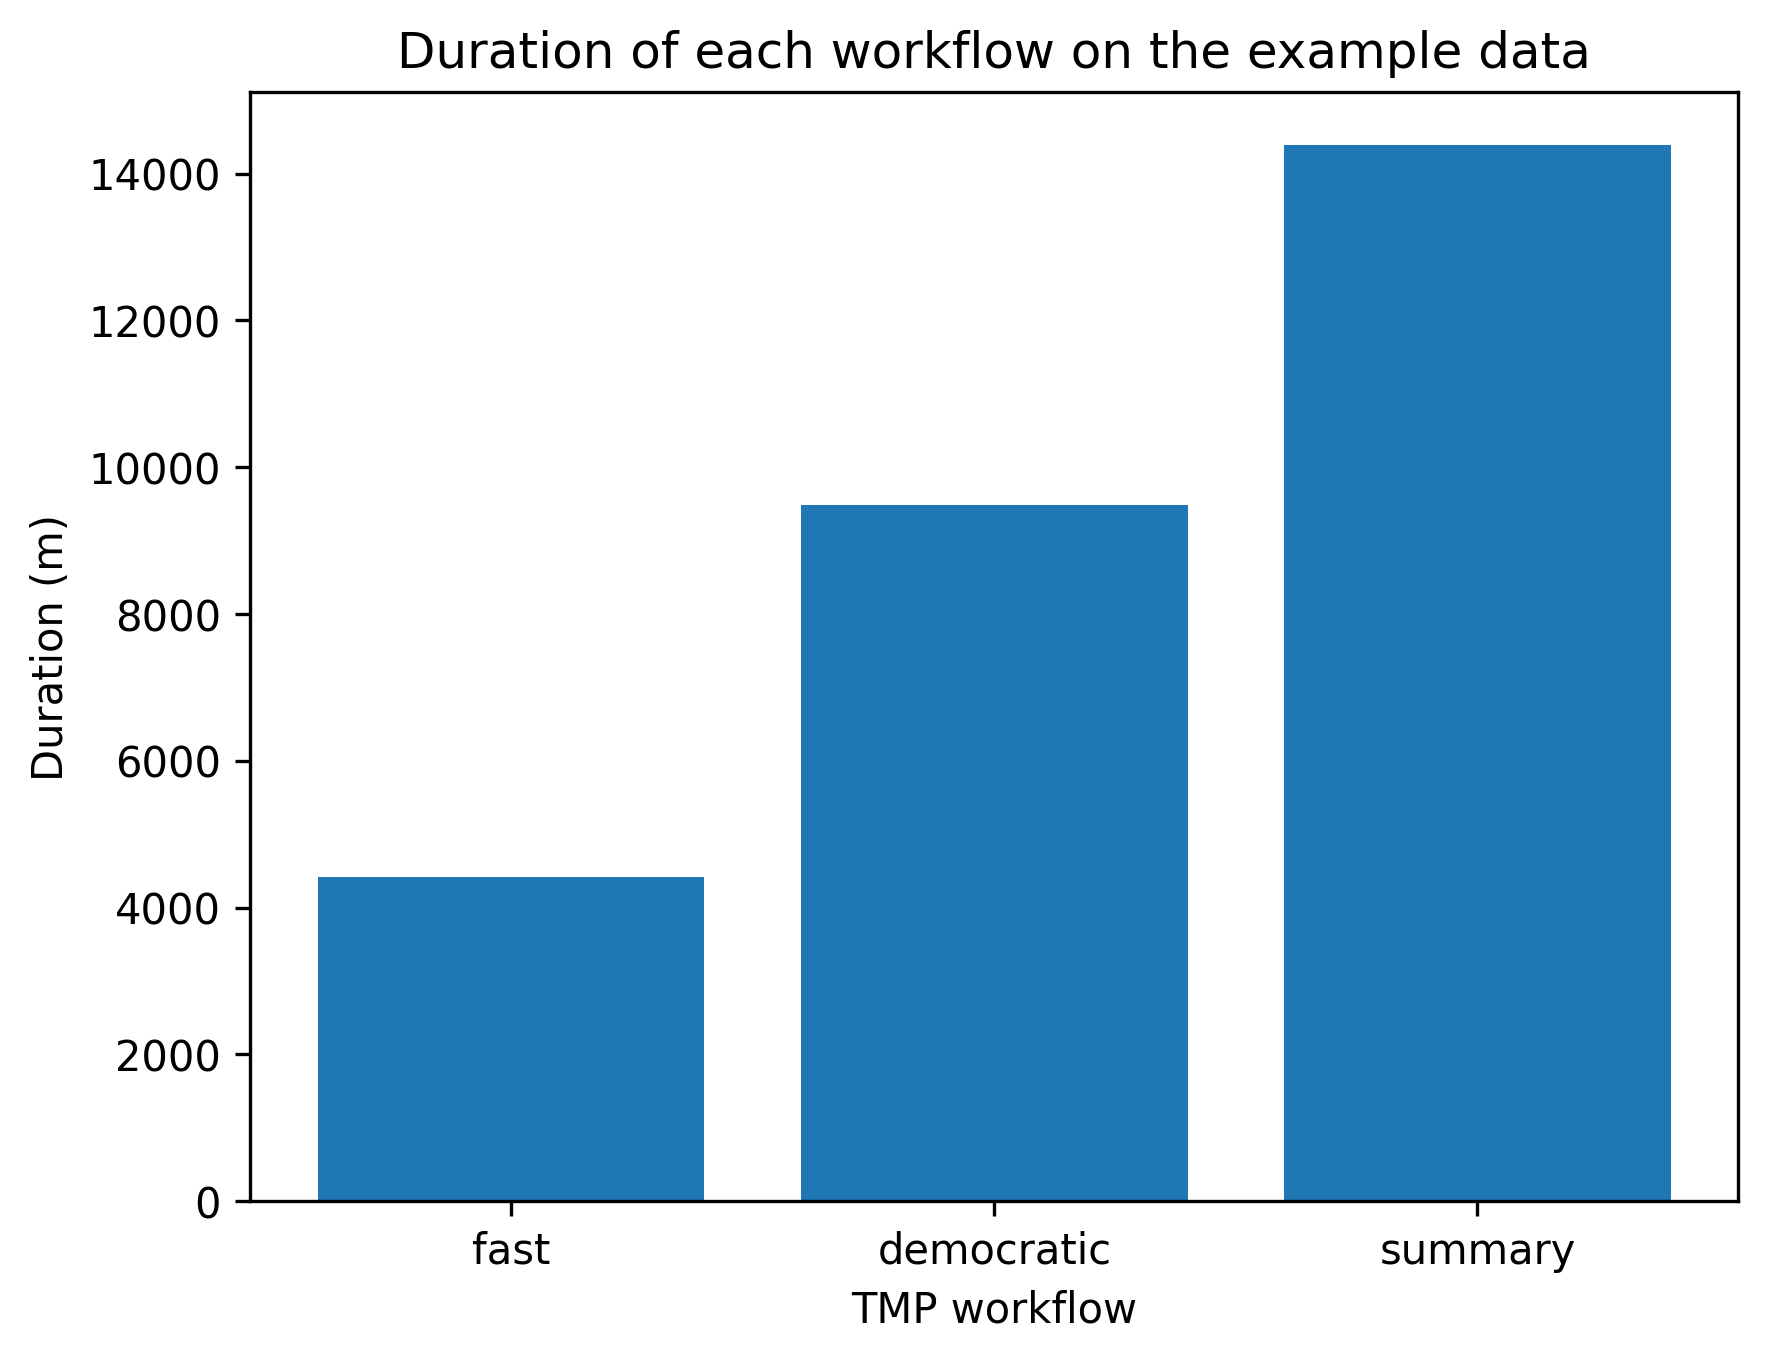 Duration of each workflow on the example data
14000
12000
10000
8000
6000
4000
2000
0
Duration (m)
fast democratic summary
TMP workflow